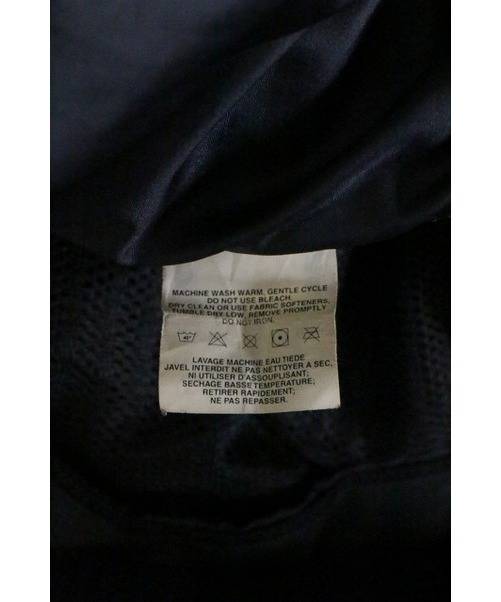 MACHINE WASH WARM. GENTLE CYCLE
DO NOT USE BLEACH.
DRY CLEAN OR USE FABRIC SOFTENERS,
TUMBLE DRY LOW, REMOVE PROMPTLY
DO NOT IRON.
40°
LAVAGE MACHINE EAU TIEDE
JAVEL INTERDIT NE PAS NETTOYER A SEC,
NI UTILISER D'ASSOUPLISANT;
SECHAGE BASSE TEMPERATURE;
RETIRER RAPIDEMENT;
NE PAS REPASSER.